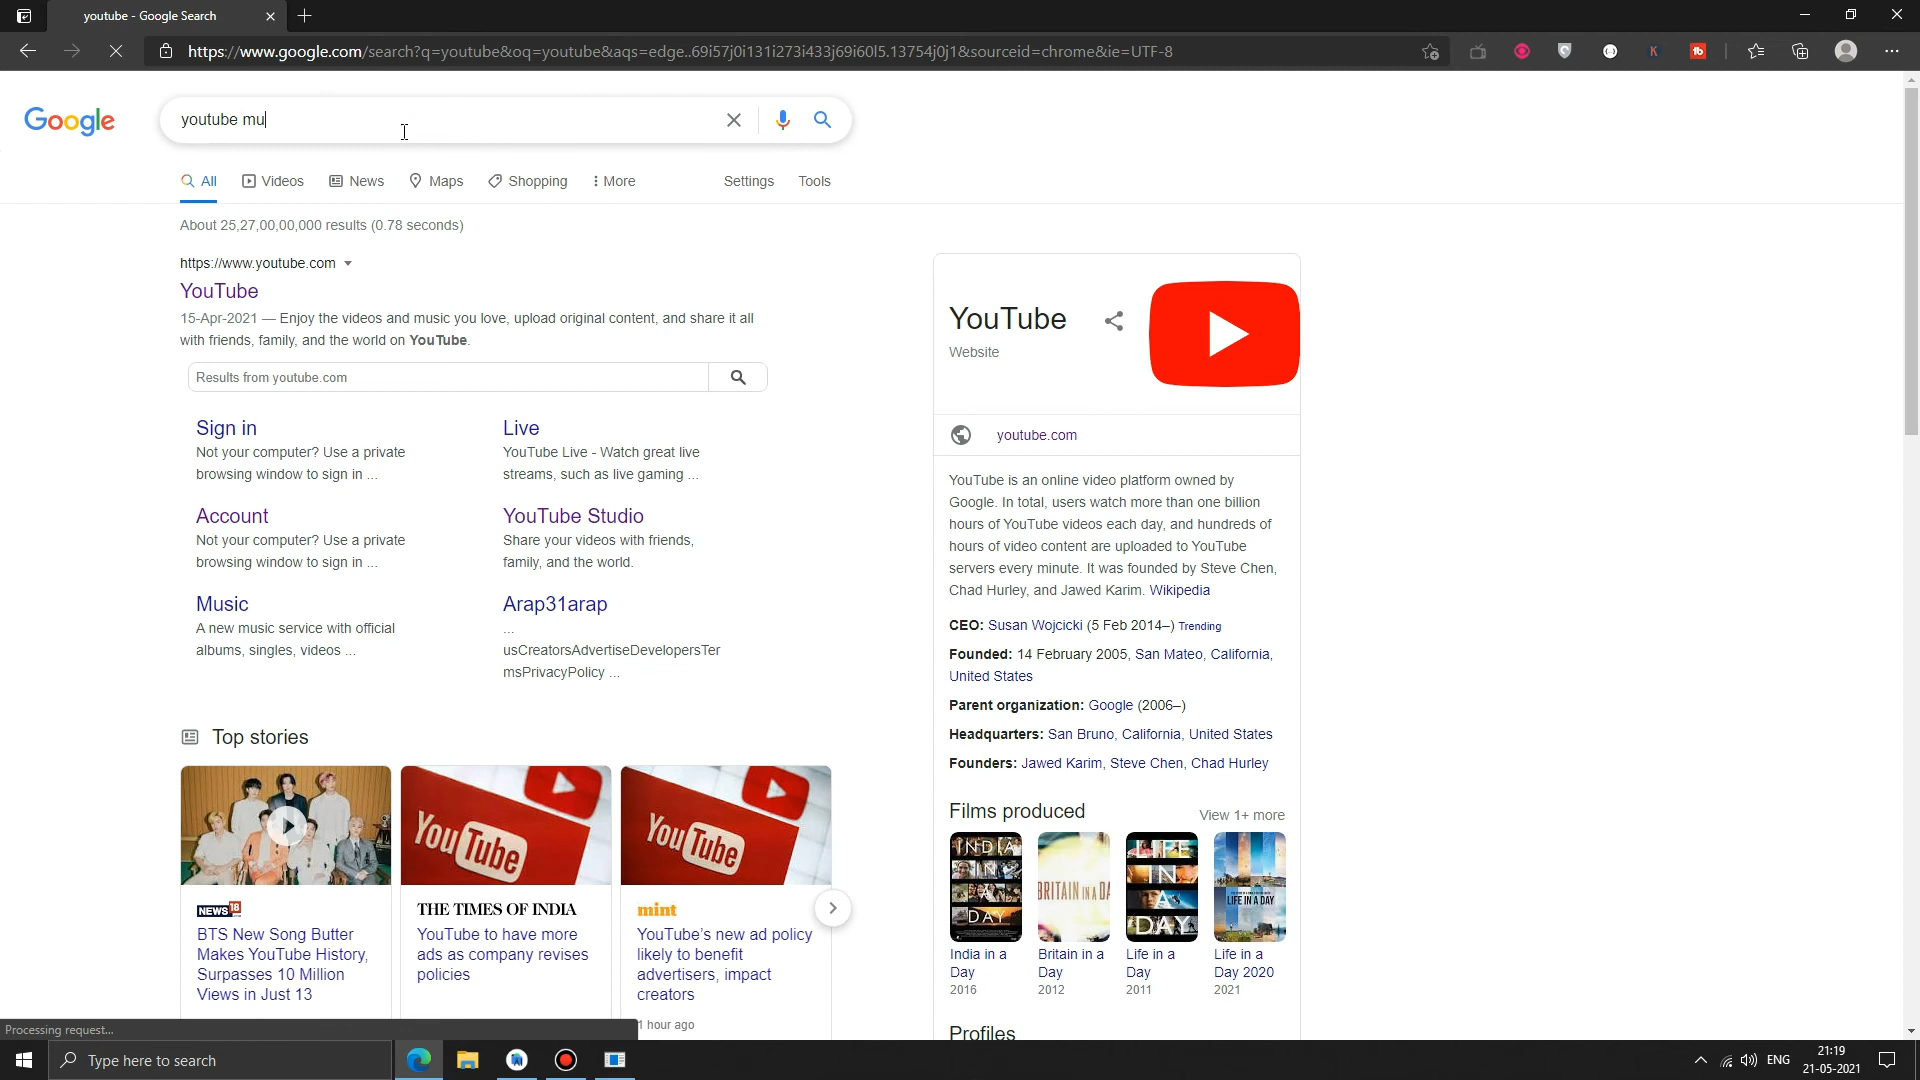 youtube - Google Search
https://www.google.com/search?q=youtube&oq=youtube&aqs=edge..69i57j0i131i273i433j69i60l5.13754j0j1&sourceid=chrome&ie=UTF-8
Google
youtube mu
All Videos News Maps Shopping More Settings Tools
About 25,27,00,00,000 results (0.78 seconds)
https://www.youtube.com
YouTube
15-Apr-2021 — Enjoy the videos and music you love, upload original content, and share it all
with friends, family, and the world on YouTube.
Results from youtube.com
Sign in
Not your computer? Use a private
browsing window to sign in ...
Live
YouTube Live - Watch great live
streams, such as live gaming ...
Account
Not your computer? Use a private
browsing window to sign in ...
YouTube Studio
Share your videos with friends,
family, and the world.
Music
A new music service with official
albums, singles, videos ...
Arap31arap
...
usCreatorsAdvertiseDevelopersTer
msPrivacyPolicy ...
Top stories
YouTube
YouTube
NEWS18
BTS New Song Butter
Makes YouTube History,
Surpasses 10 Million
Views in Just 13
THE TIMES OF INDIA
YouTube to have more
ads as company revises
policies
mint
YouTube's new ad policy
likely to benefit
advertisers, impact
creators
1 hour ago
YouTube
Website
youtube.com
YouTube is an online video platform owned by
Google. In total, users watch more than one billion
hours of YouTube videos each day, and hundreds of
hours of video content are uploaded to YouTube
servers every minute. It was founded by Steve Chen,
Chad Hurley, and Jawed Karim. Wikipedia
CEO: Susan Wojcicki (5 Feb 2014–) Trending
Founded: 14 February 2005, San Mateo, California,
United States
Parent organization: Google (2006–)
Headquarters: San Bruno, California, United States
Founders: Jawed Karim, Steve Chen, Chad Hurley
Films produced
View 1+ more
INDIA
IN
A
DAY
BRITAIN IN A DA
LIFE
IN
A
DAY
LIFE IN A DAY
India in a
Day
2016
Britain in a
Day
2012
Life in a
Day
2011
Life in a
Day 2020
2021
Profiles
Processing request...
Type here to search
ENG
21:19
21-05-2021